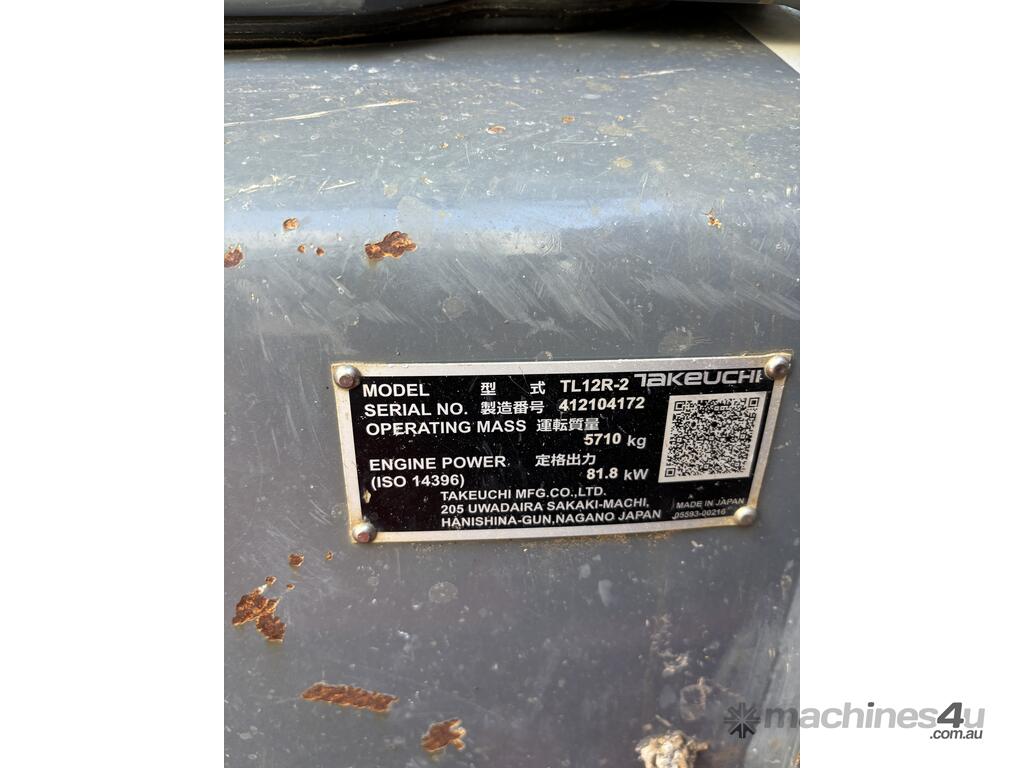 MODEL 型 式 TL12R-2 TAKEUCHI
SERIAL NO. 製造番号 412104172
OPERATING MASS 運転質量
5710 kg
ENGINE POWER 定格出力
(ISO 14396) 81.8 kW
TAKEUCHI MFG.CO.,LTD.
205 UWADAIRA SAKAKI-MACHI,
HANISHINA-GUN,NAGANO JAPAN
MADE IN JAPAN
05593-00216
machines4u
.com.au